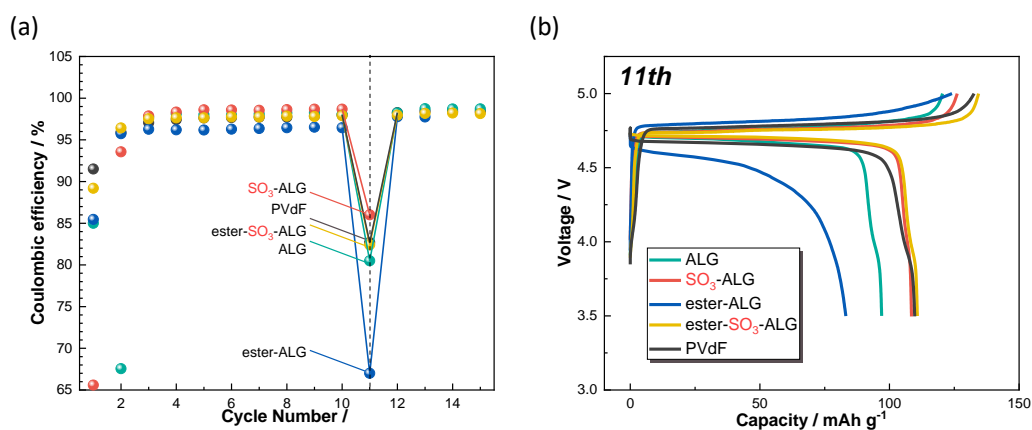 (a)
105
100
95
90
85
80
75
70
65
Coulombic efficiency / %
SO₃-ALG
PVdF
ester-SO₃-ALG
ALG
ester-ALG
2 4 6 8 10 12 14
Cycle Number /
(b)
11th
5.0
4.5
4.0
3.5
3.0
Voltage / V
ALG
SO₃-ALG
ester-ALG
ester-SO₃-ALG
PVdF
0 50 100 150
Capacity / mAh g⁻¹